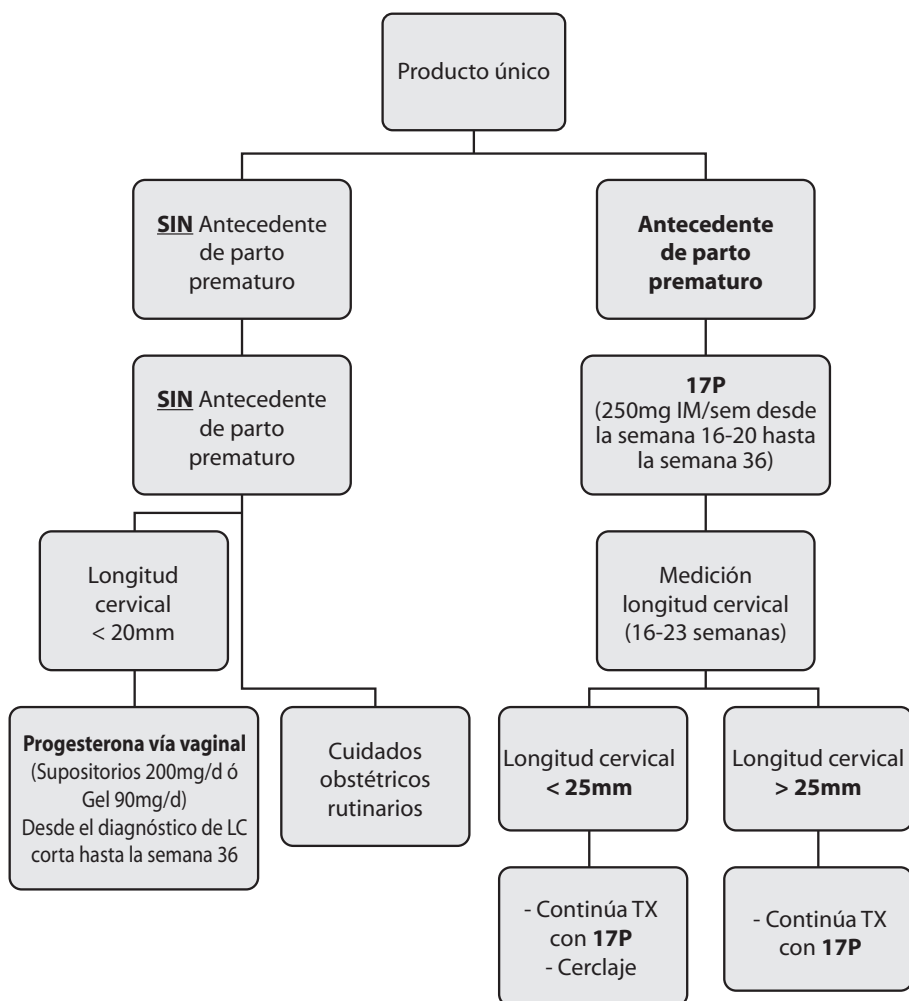 Producto único
SIN Antecedente
de parto
prematuro
Antecedente
de parto
prematuro
SIN Antecedente
de parto
prematuro
17P
(250mg IM/sem desde
la semana 16-20 hasta
la semana 36)
Longitud
cervical
< 20mm
Medición
longitud cervical
(16-23 semanas)
Progesterona vía vaginal
(Supositorios 200mg/d ó
Gel 90mg/d)
Desde el diagnóstico de LC
corta hasta la semana 36
Cuidados
obstétricos
rutinarios
Longitud cervical
< 25mm
Longitud cervical
> 25mm
- Continúa TX
con 17P
- Cerclaje
- Continúa TX
con 17P